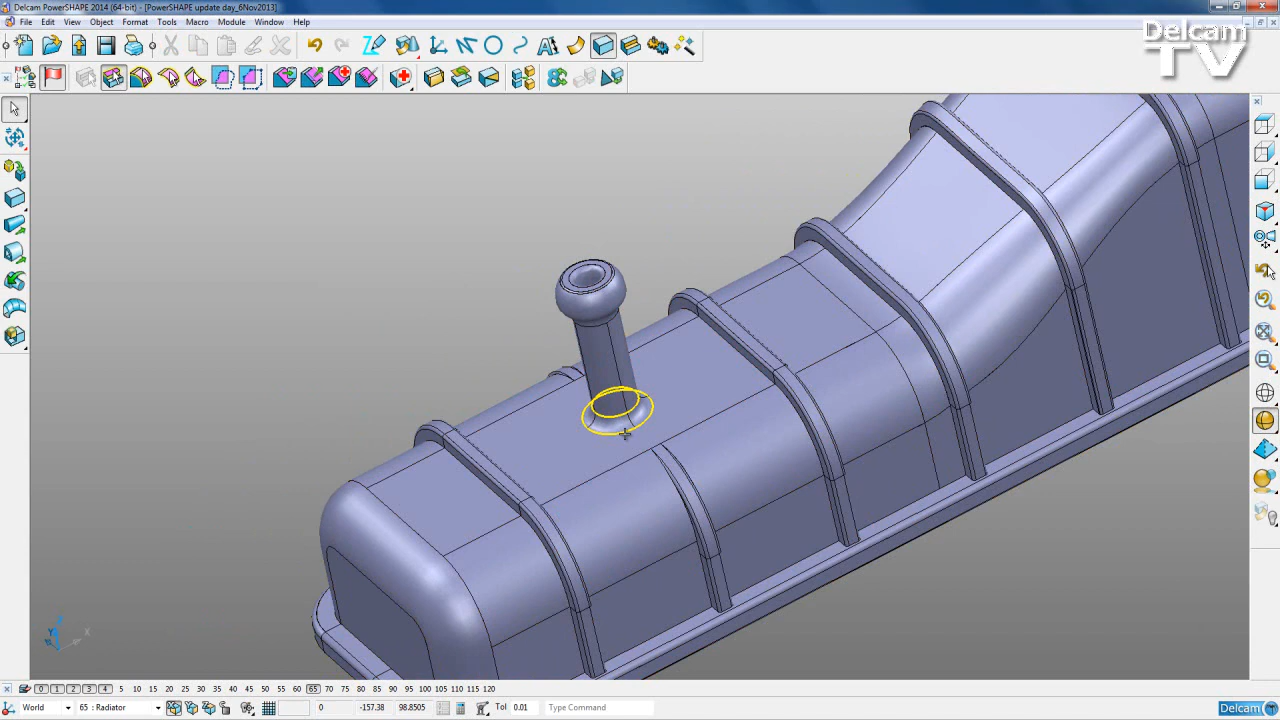 Delcam PowerSHAPE 2014 (64-bit) - [PowerSHAPE update day_6Nov2013]
File Edit View Object Format Tools Macro Module Window Help
Delcam
TV
Y X
0 1 2 3 4 5 10 15 20 25 30 35 40 45 50 55 60 65 70 75 80 85 90 95 100 105 110 115 120
World 65 : Radiator 0 -157.38 98.8505 Tol 0.01 Type Command Delcam